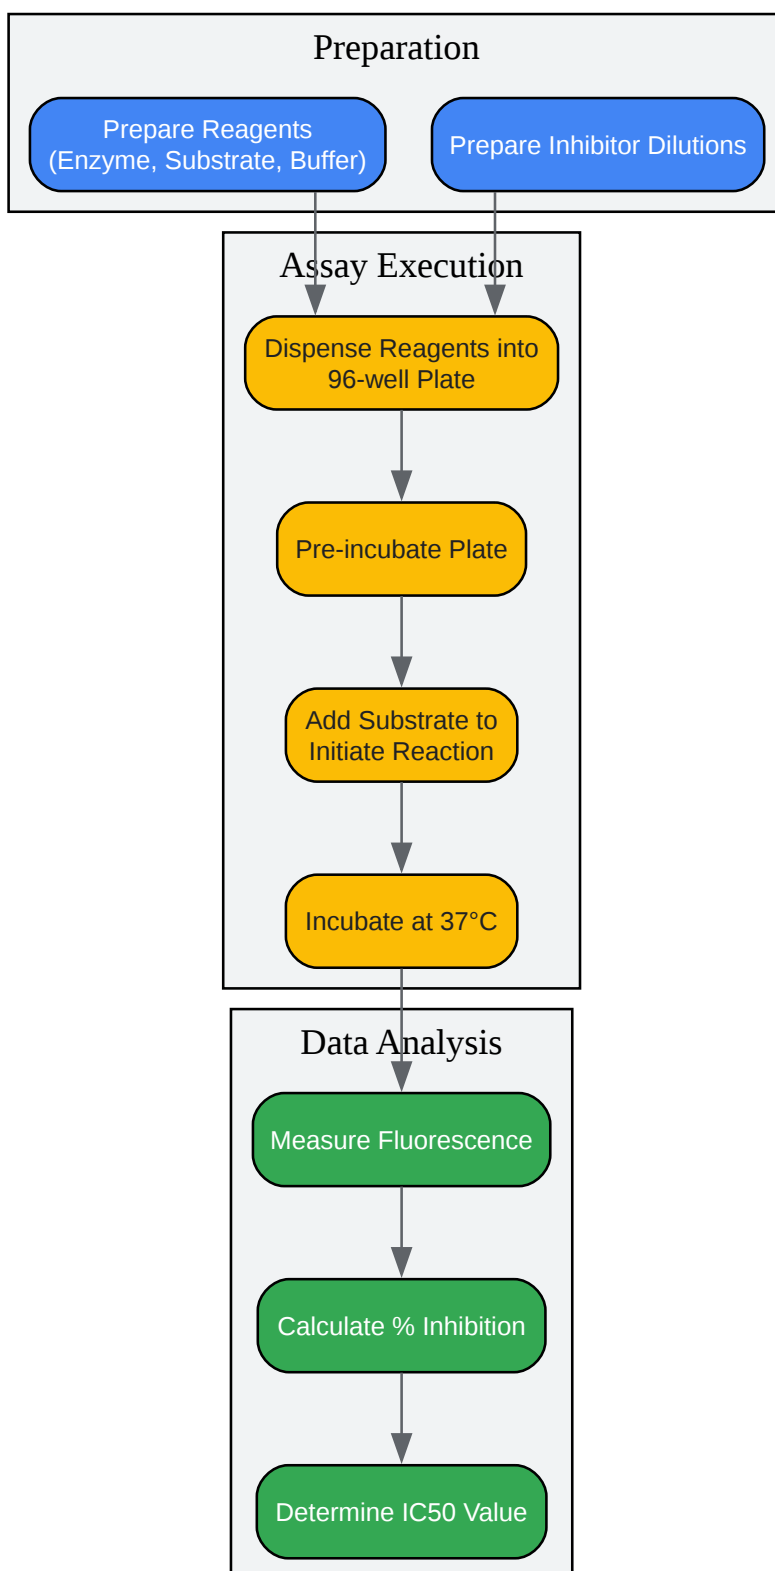 Preparation
Prepare Reagents
(Enzyme, Substrate, Buffer)
Prepare Inhibitor Dilutions
Assay Execution
Dispense Reagents into
96-well Plate
Pre-incubate Plate
Add Substrate to
Initiate Reaction
Incubate at 37°C
Data Analysis
Measure Fluorescence
Calculate % Inhibition
Determine IC50 Value